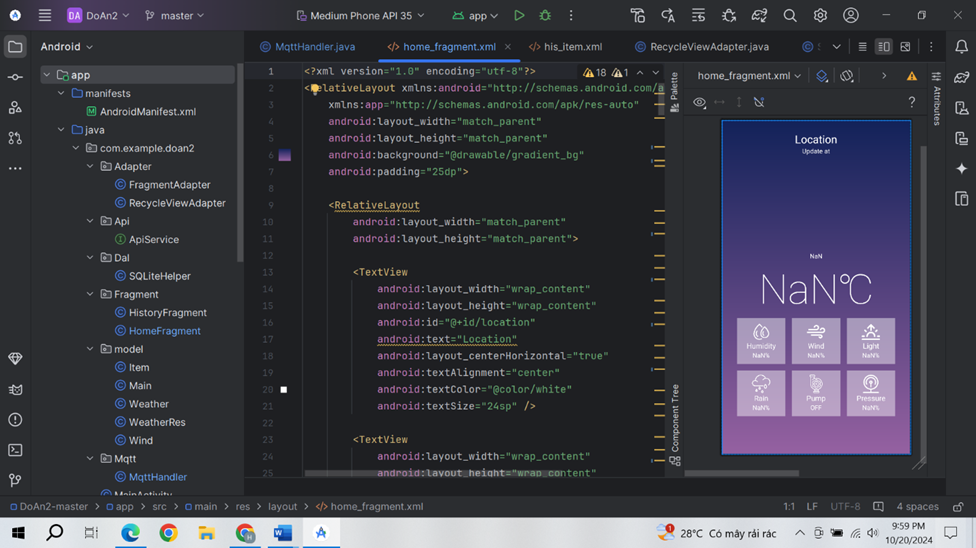 DA DoAn2 master Medium Phone API 35 app
Android
MqttHandler.java home_fragment.xml his_item.xml RecycleViewAdapter.java
app
manifests
AndroidManifest.xml
java
com.example.doan2
Adapter
FragmentAdapter
RecycleViewAdapter
Api
ApiService
Dal
SQLiteHelper
Fragment
HistoryFragment
HomeFragment
model
Item
Main
Weather
WeatherRes
Wind
Mqtt
MqttHandler
MainActivity
18 1
1 <?xml version="1.0" encoding="utf-8"?>
2 <RelativeLayout xmlns:android="http://schemas.android.com/a
3 xmlns:app="http://schemas.android.com/apk/res-auto"
4 android:layout_width="match_parent"
5 android:layout_height="match_parent"
6 android:background="@drawable/gradient_bg"
7 android:padding="25dp">
8
9 <RelativeLayout
10 android:layout_width="match_parent"
11 android:layout_height="match_parent">
12
13 <TextView
14 android:layout_width="wrap_content"
15 android:layout_height="wrap_content"
16 android:id="@+id/location"
17 android:text="Location"
18 android:layout_centerHorizontal="true"
19 android:textAlignment="center"
20 android:textColor="@color/white"
21 android:textSize="24sp" />
22
23 <TextView
24 android:layout_width="wrap_content"
25 android:layout_height="wrap_content"
Palette
Component Tree
home_fragment.xml
Attributes
?
Location
Update at
NaN
NaN°C
Humidity Wind Light
NaN% NaN% NaN%
Rain Pump Pressure
NaN% OFF NaN%
DoAn2-master > app > src > main > res > layout > home_fragment.xml 1:1 LF UTF-8 4 spaces
1 28°C Có mây rải rác
9:59 PM
10/20/2024